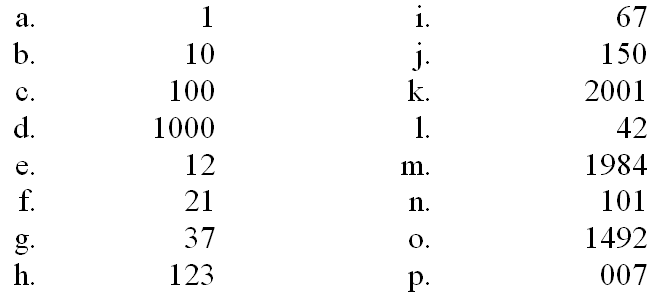 a. 1 i. 67
b. 10 j. 150
c. 100 k. 2001
d. 1000 l. 42
e. 12 m. 1984
f. 21 n. 101
g. 37 o. 1492
h. 123 p. 007